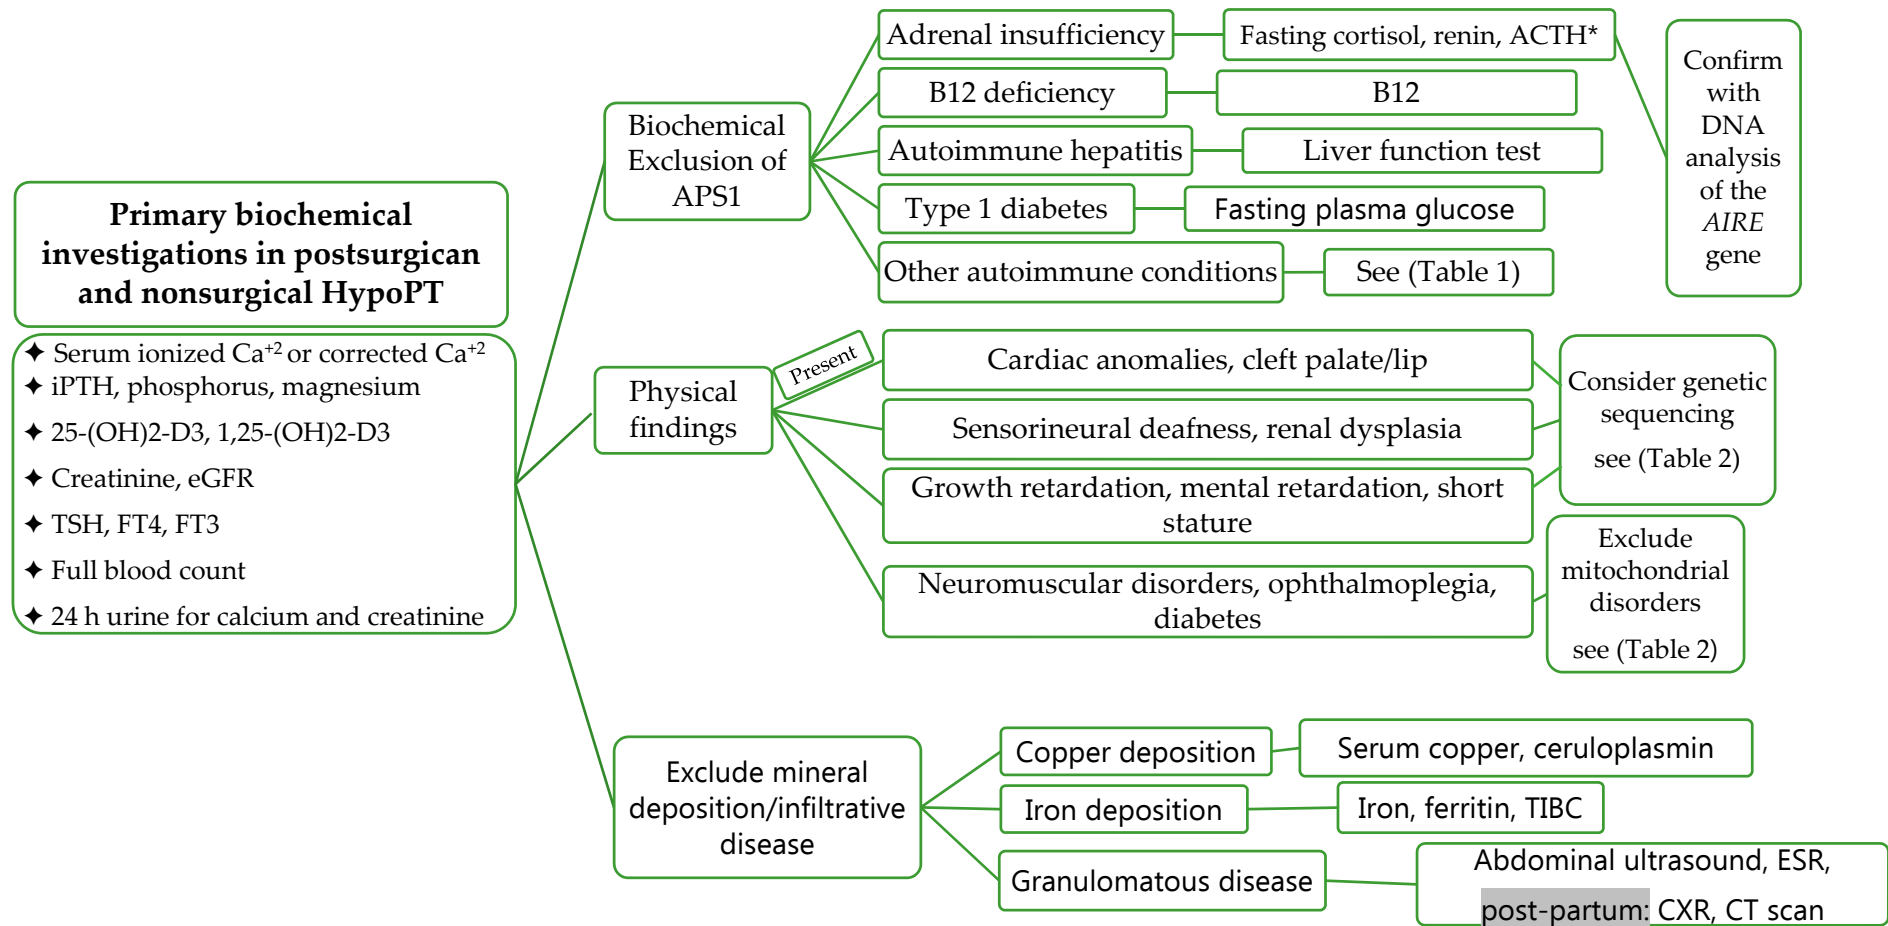 Primary biochemical
investigations in postsurgican
and nonsurgical HypoPT
✦ Serum ionized Ca⁺² or corrected Ca⁺²
✦ iPTH, phosphorus, magnesium
✦ 25-(OH)2-D3, 1,25-(OH)2-D3
✦ Creatinine, eGFR
✦ TSH, FT4, FT3
✦ Full blood count
✦ 24 h urine for calcium and creatinine
Biochemical
Exclusion of
APS1
Adrenal insufficiency
Fasting cortisol, renin, ACTH*
B12 deficiency
B12
Autoimmune hepatitis
Liver function test
Type 1 diabetes
Fasting plasma glucose
Other autoimmune conditions
See (Table 1)
Confirm
with
DNA
analysis
of the
AIRE
gene
Physical
findings
Present
Cardiac anomalies, cleft palate/lip
Sensorineural deafness, renal dysplasia
Growth retardation, mental retardation, short
stature
Neuromuscular disorders, ophthalmoplegia,
diabetes
Consider genetic
sequencing
see (Table 2)
Exclude
mitochondrial
disorders
see (Table 2)
Exclude mineral
deposition/infiltrative
disease
Copper deposition
Serum copper, ceruloplasmin
Iron deposition
Iron, ferritin, TIBC
Granulomatous disease
Abdominal ultrasound, ESR,
post-partum: CXR, CT scan